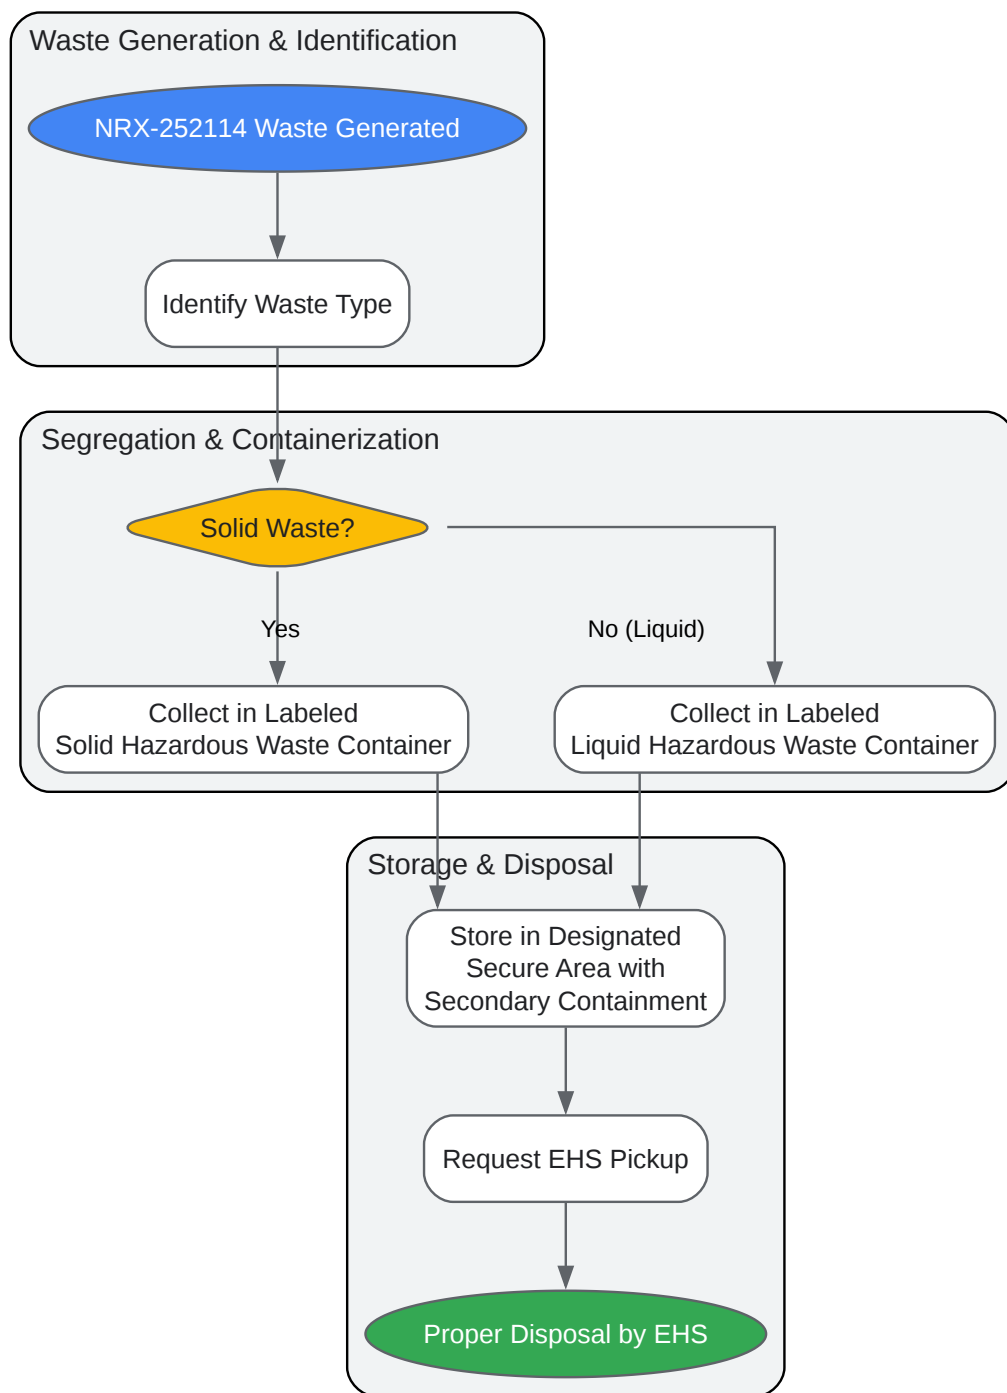 Waste Generation & Identification
NRX-252114 Waste Generated
Identify Waste Type
Segregation & Containerization
Solid Waste?
Yes
No (Liquid)
Collect in Labeled
Solid Hazardous Waste Container
Collect in Labeled
Liquid Hazardous Waste Container
Storage & Disposal
Store in Designated
Secure Area with
Secondary Containment
Request EHS Pickup
Proper Disposal by EHS